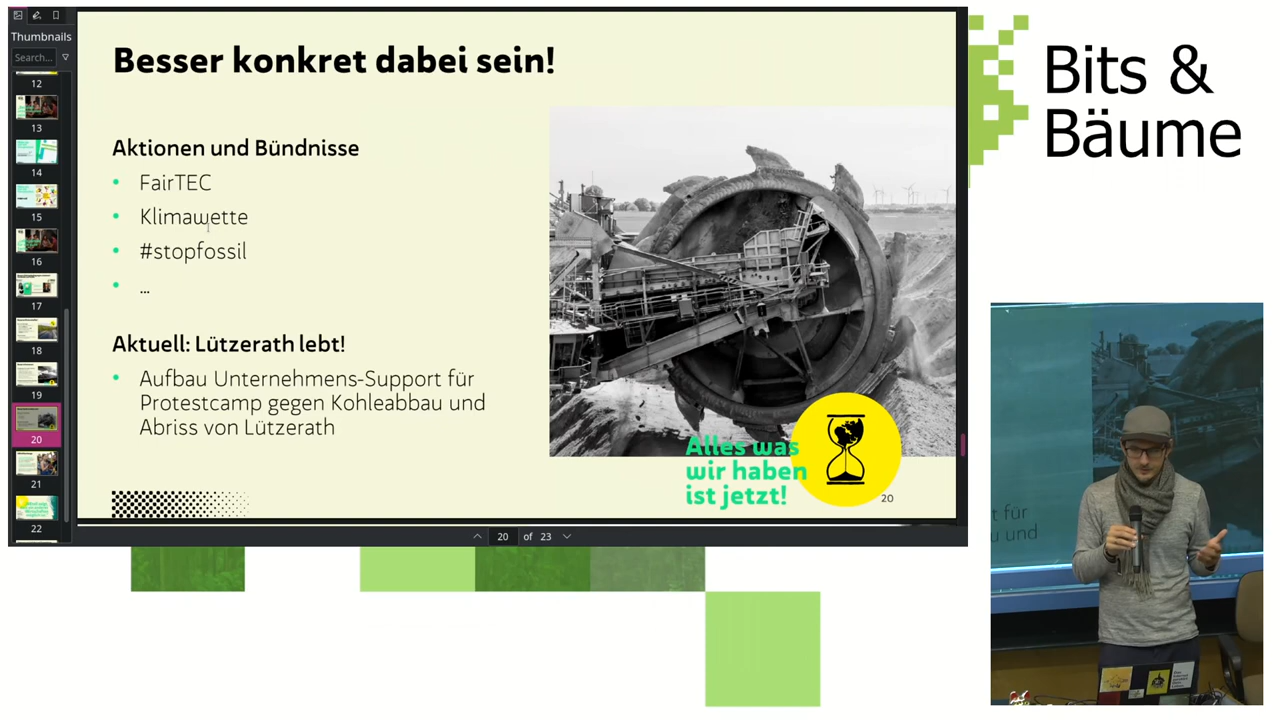 Thumbnails
Search...
12
13
14
15
16
17
18
19
20
21
22
Besser konkret dabei sein!
Aktionen und Bündnisse
• FairTEC
• Klimawette
• #stopfossil
• ...
Aktuell: Lützerath lebt!
• Aufbau Unternehmens-Support für
Protestcamp gegen Kohleabbau und
Abriss von Lützerath
Alles was
wir haben
ist jetzt!
20
20 of 23
Bits &
Bäume
t für
u und